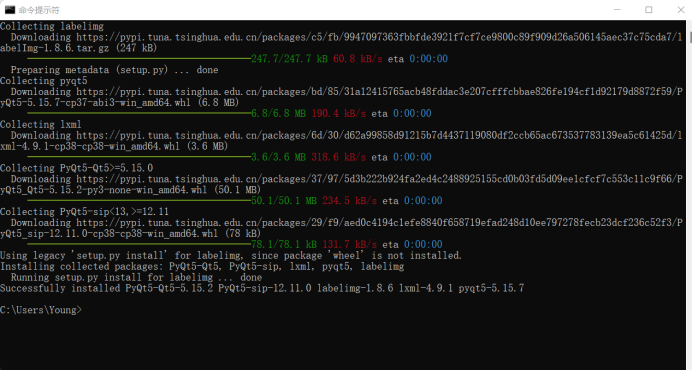 命令提示符
Collecting labelimg
Downloading https://pypi.tuna.tsinghua.edu.cn/packages/c5/fb/9947097363fbbfde3921f7cf7ce9800c89f909d26a506145aec37c75cda7/l
abelImg-1.8.6.tar.gz (247 kB)
247.7/247.7 kB 60.8 kB/s eta 0:00:00
Preparing metadata (setup.py) ... done
Collecting pyqt5
Downloading https://pypi.tuna.tsinghua.edu.cn/packages/bd/85/31a12415765acb48fddac3e207cfffcbbae826fe194cf1d92179d8872f59/P
yQt5-5.15.7-cp37-abi3-win_amd64.whl (6.8 MB)
6.8/6.8 MB 190.4 kB/s eta 0:00:00
Collecting lxml
Downloading https://pypi.tuna.tsinghua.edu.cn/packages/6d/30/d62a99858d91215b7d4437119080df2ccb65ac673537783139ea5c61425d/l
xml-4.9.1-cp38-cp38-win_amd64.whl (3.6 MB)
3.6/3.6 MB 318.6 kB/s eta 0:00:00
Collecting PyQt5-Qt5>=5.15.0
Downloading https://pypi.tuna.tsinghua.edu.cn/packages/37/97/5d3b222b924fa2ed4c2488925155cd0b03fd5d09ee1cfcf7c553c11c9f66/P
yQt5_Qt5-5.15.2-py3-none-win_amd64.whl (50.1 MB)
50.1/50.1 MB 234.5 kB/s eta 0:00:00
Collecting PyQt5-sip<13,>=12.11
Downloading https://pypi.tuna.tsinghua.edu.cn/packages/29/f9/aed0c4194c1efe8840f658719efad248d10ee797278fecb23dcf236c52f3/P
yQt5_sip-12.11.0-cp38-cp38-win_amd64.whl (78 kB)
78.1/78.1 kB 131.7 kB/s eta 0:00:00
Using legacy 'setup.py install' for labelimg, since package 'wheel' is not installed.
Installing collected packages: PyQt5-Qt5, PyQt5-sip, lxml, pyqt5, labelimg
Running setup.py install for labelimg ... done
Successfully installed PyQt5-Qt5-5.15.2 PyQt5-sip-12.11.0 labelimg-1.8.6 lxml-4.9.1 pyqt5-5.15.7
C:\Users\Young>